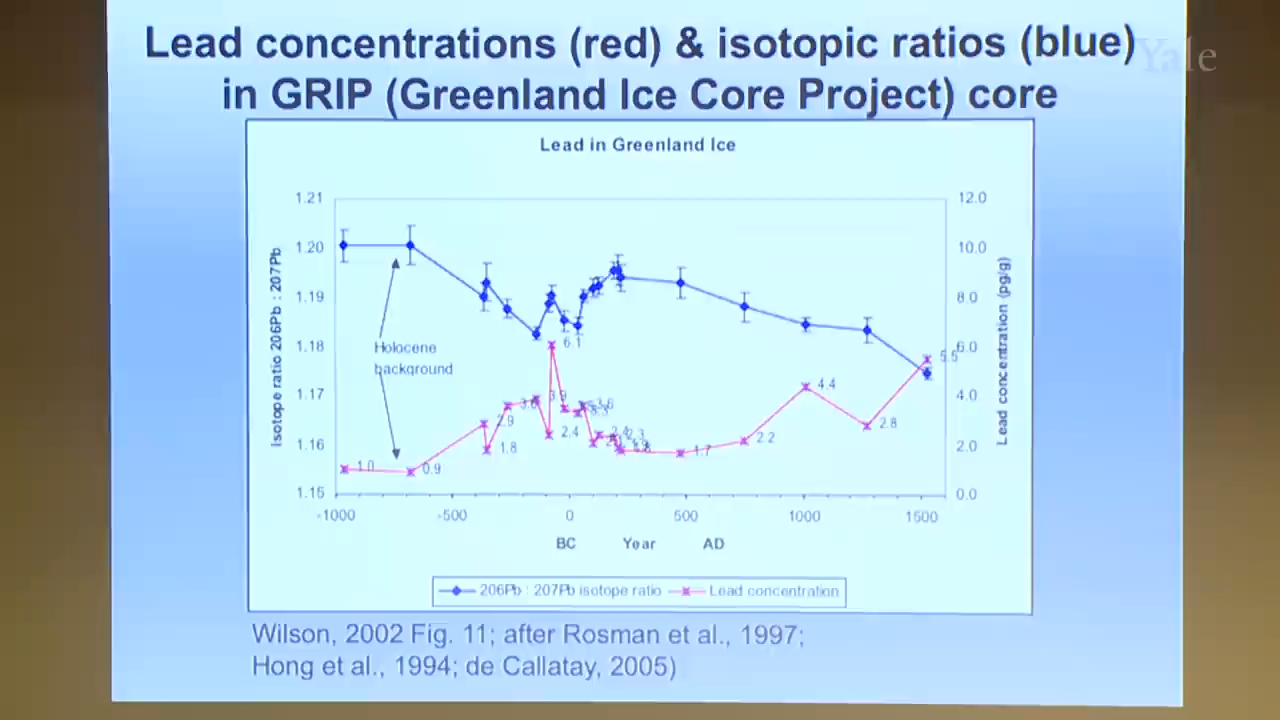 Lead concentrations (red) & isotopic ratios (blue)
in GRIP (Greenland Ice Core Project) core
Yale
Lead in Greenland Ice
1.21
12.0
1.20
10.0
1.19
8.0
1.18
6.0
1.17
4.0
1.16
2.0
1.15
0.0
Isotope ratio 206Pb : 207Pb
Lead concentration (pg/g)
Holocene
background
6.1
5.5
4.4
3.9
2.9
2.4
2.8
1.8
2.2
1.7
1.0
0.9
-1000
-500
0
500
1000
1500
BC Year AD
206Pb : 207Pb isotope ratio
Lead concentration
Wilson, 2002 Fig. 11; after Rosman et al., 1997;
Hong et al., 1994; de Callatay, 2005)